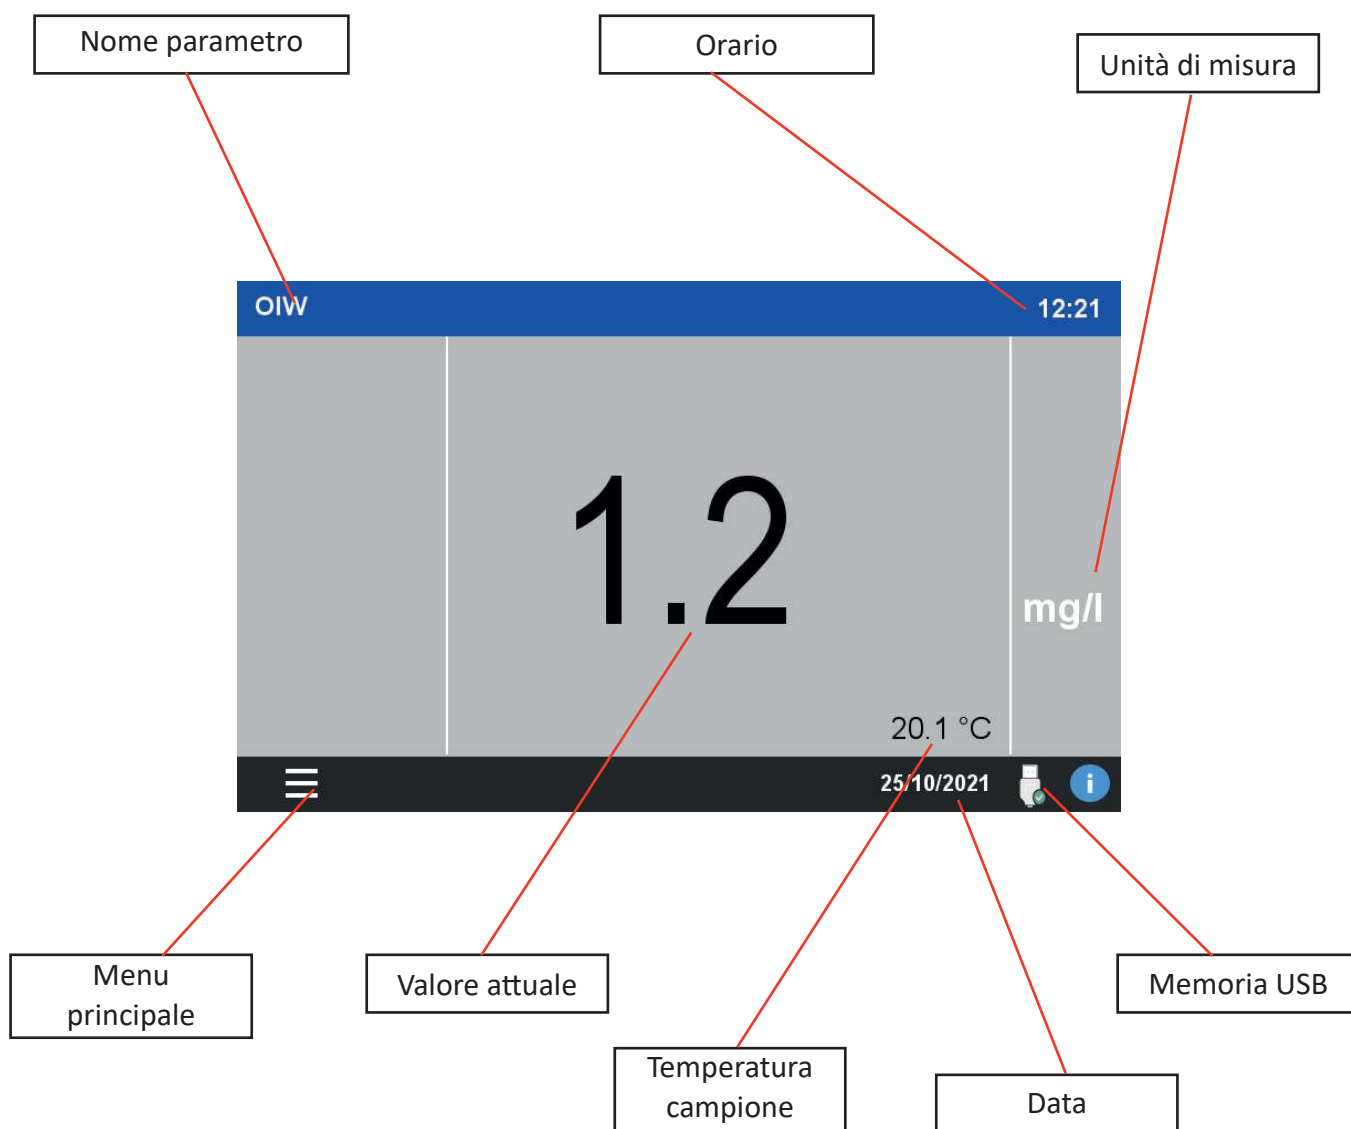 Nome parametro
Orario
Unità di misura
OIW
12:21
1.2
mg/l
20.1 °C
25/10/2021
i
Menu
principale
Valore attuale
Memoria USB
Temperatura
campione
Data